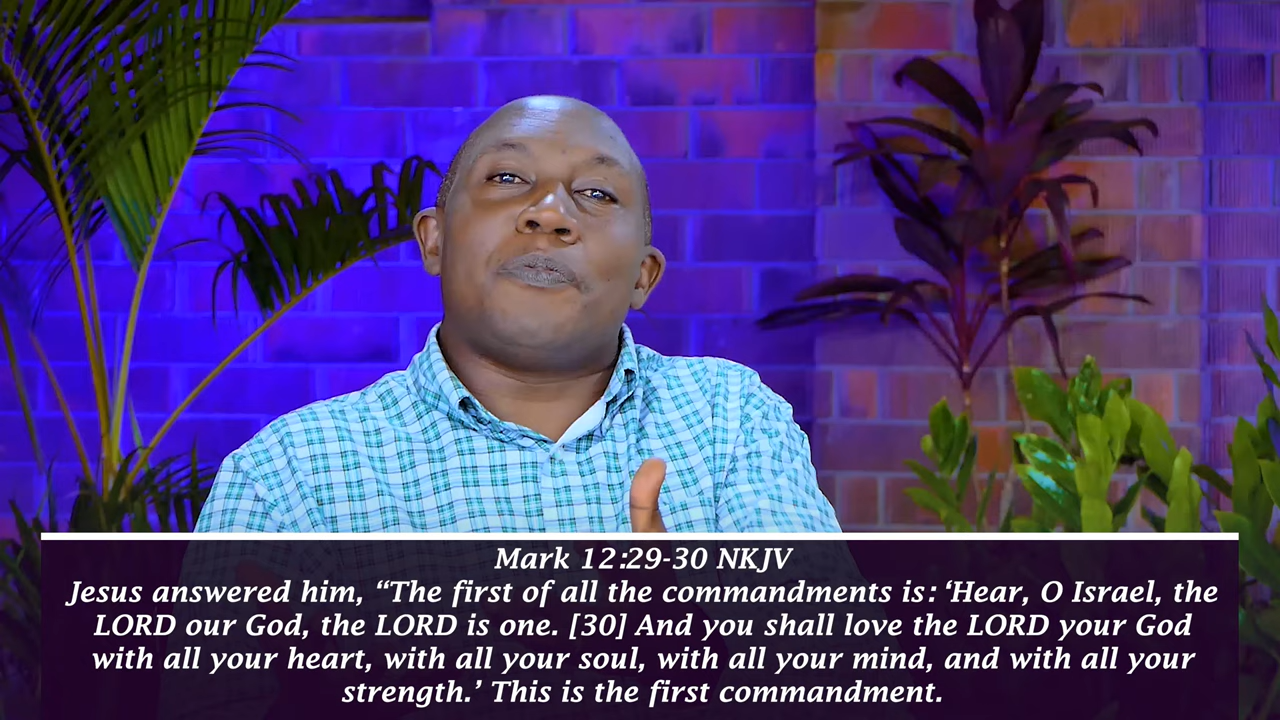 Mark 12:29-30 NKJV
Jesus answered him, “The first of all the commandments is: ‘Hear, O Israel, the
LORD our God, the LORD is one. [30] And you shall love the LORD your God
with all your heart, with all your soul, with all your mind, and with all your
strength.’ This is the first commandment.